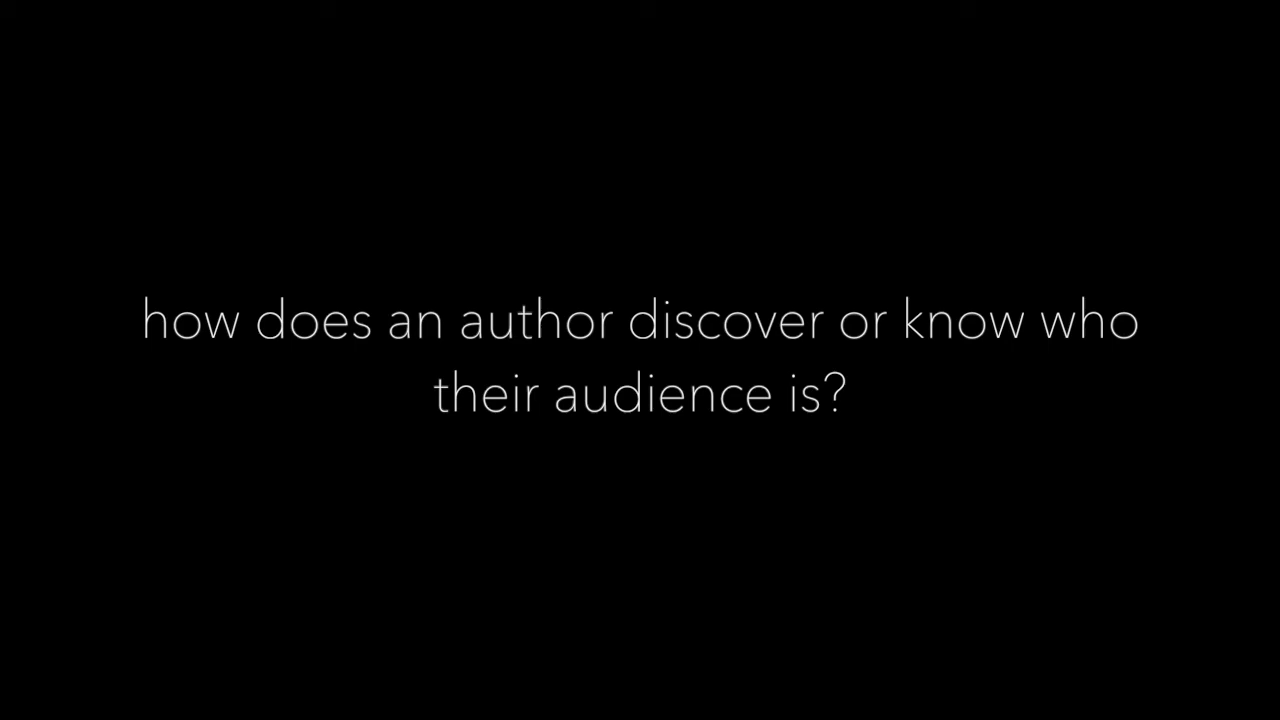 how does an author discover or know who
their audience is?